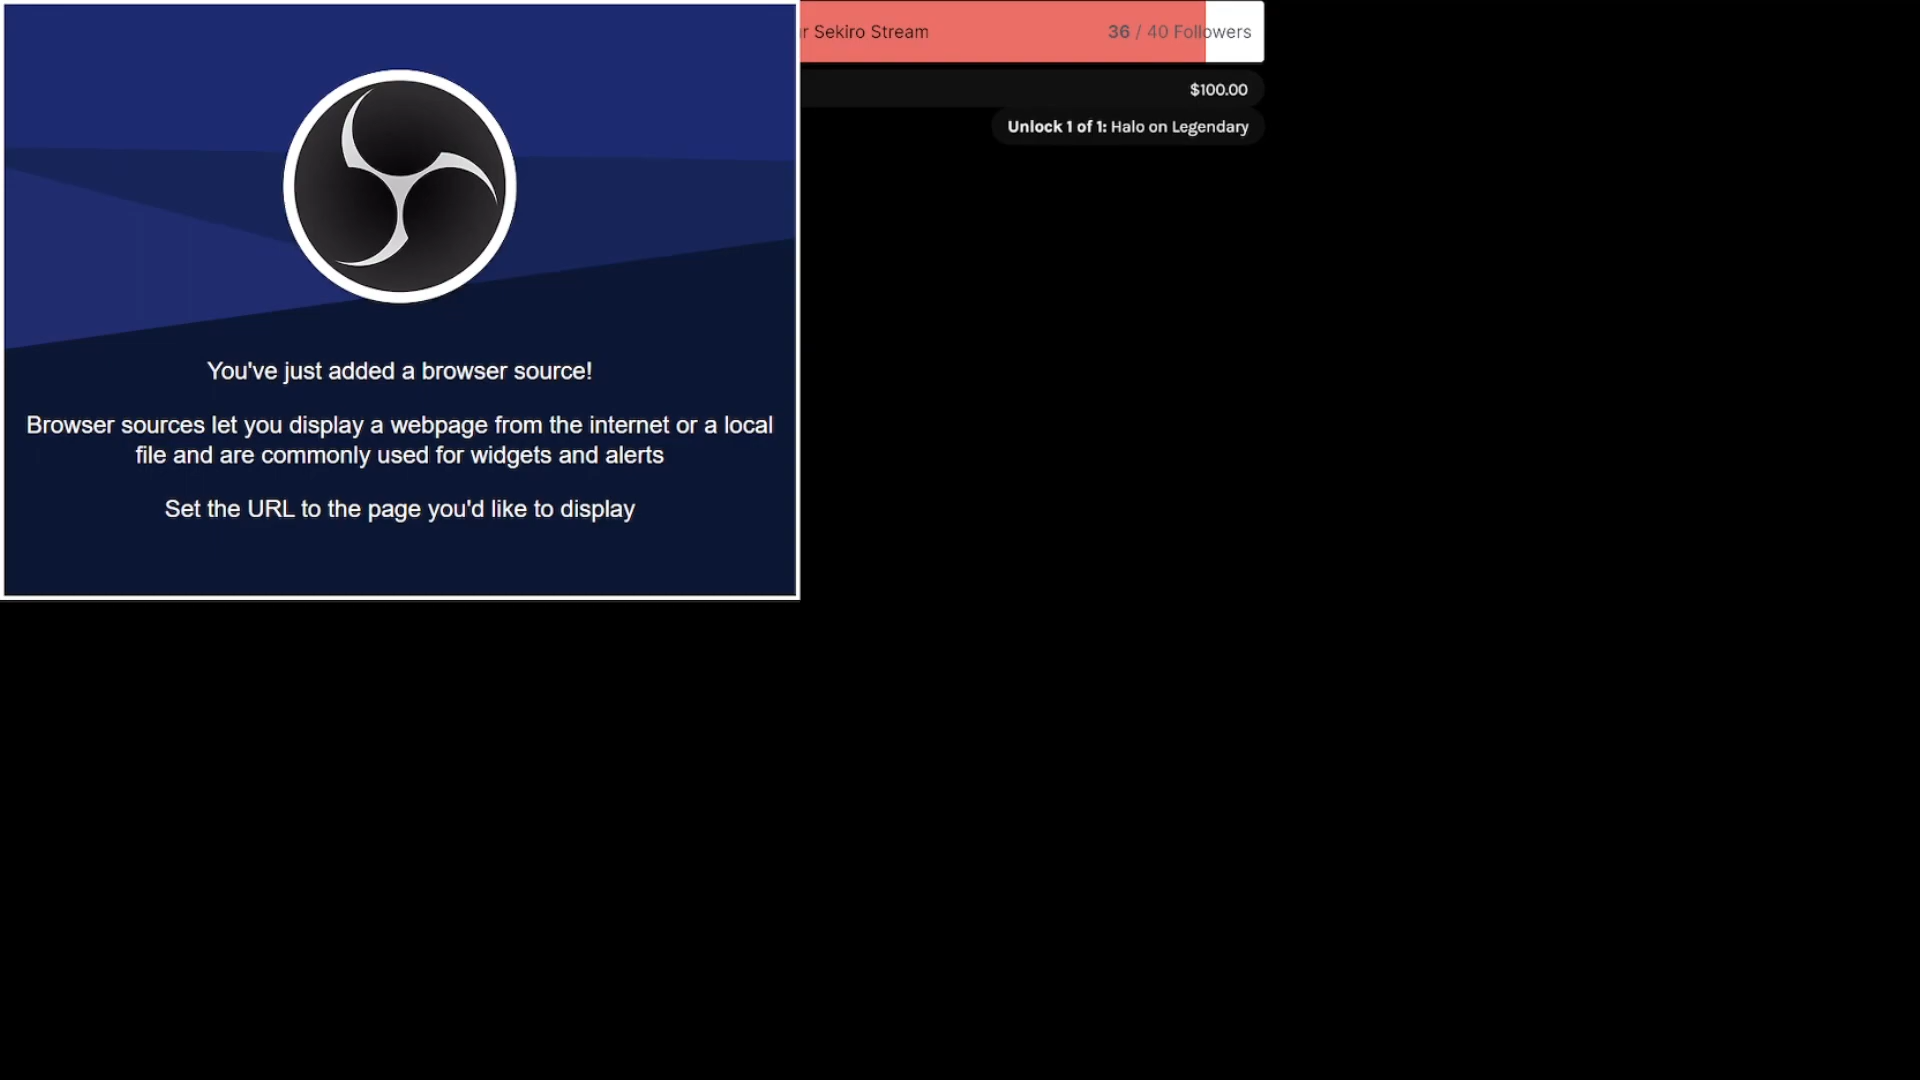 Sekiro Stream
36 / 40 Followers
$100.00
Unlock 1 of 1: Halo on Legendary
You've just added a browser source!
Browser sources let you display a webpage from the internet or a local
file and are commonly used for widgets and alerts
Set the URL to the page you'd like to display